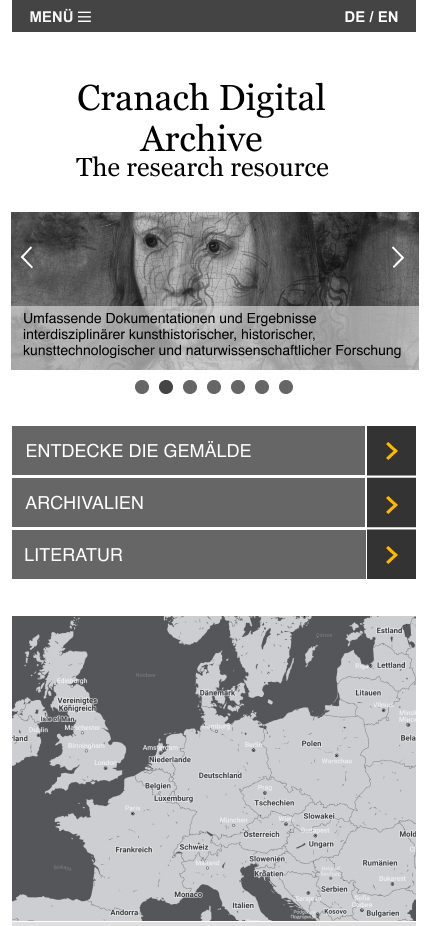 MENÜ
DE / EN
Cranach Digital
Archive
The research resource
Umfassende Dokumentationen und Ergebnisse
interdisziplinärer kunsthistorischer, historischer,
kunsttechnologischer und naturwissenschaftlicher Forschung
ENTDECKE DIE GEMÄLDE
ARCHIVALIEN
LITERATUR
Estland
Lettland
Edinburgh
Dänemark
Litauen
Vereinigtes
Königreich
Isle of Man
Dublin
Manchester
Hamburg
Birmingham
Amsterdam
Berlin
Polen
London
Niederlande
Warschau
Deutschland
Belgien
Prag
Luxemburg
Tschechien
Paris
Slowakei
München
Wien
Budapest
Österreich
Frankreich
Schweiz
Ungarn
Slowenien
Mailand
Rumänien
Kroatien
Bukarest
Serbien
Monaco
Italien
Andorra
Kosovo
Bulgarien